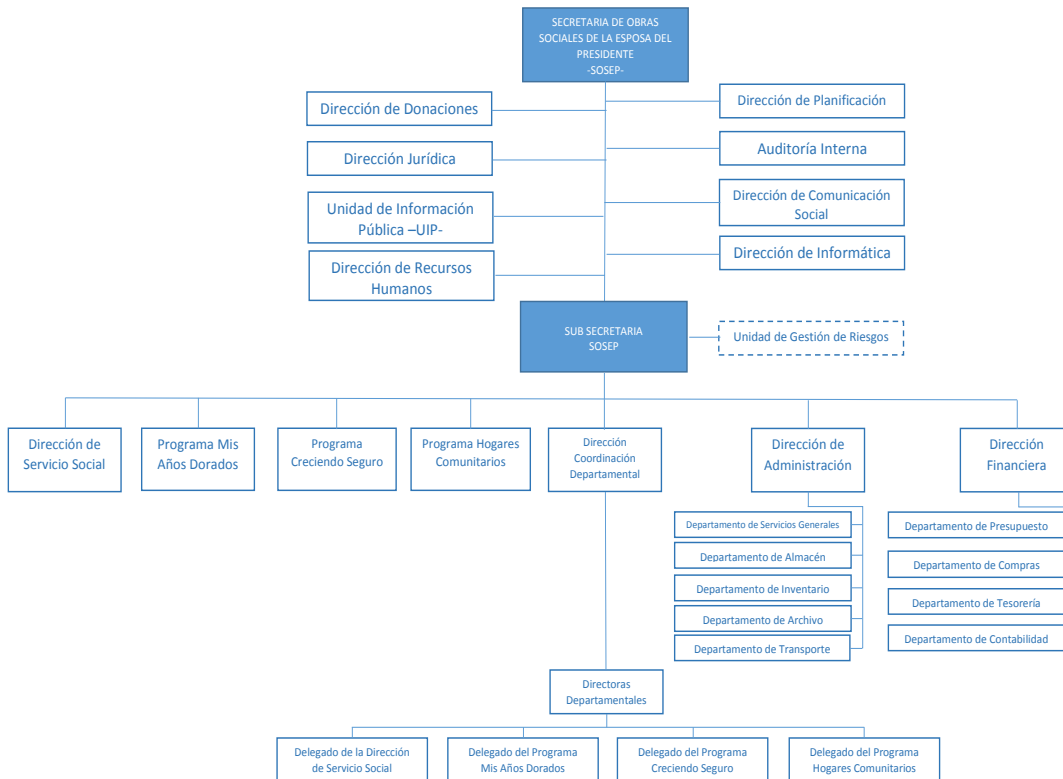 SECRETARIA DE OBRAS
SOCIALES DE LA ESPOSA DEL
PRESIDENTE
-SOSEP-
Dirección de Donaciones
Dirección de Planificación
Dirección Jurídica
Auditoría Interna
Unidad de Información
Pública –UIP-
Dirección de Comunicación
Social
Dirección de Recursos
Humanos
Dirección de Informática
SUB SECRETARIA
SOSEP
Unidad de Gestión de Riesgos
Dirección de
Servicio Social
Programa Mis
Años Dorados
Programa
Creciendo Seguro
Programa Hogares
Comunitarios
Dirección
Coordinación
Departamental
Dirección de
Administración
Dirección
Financiera
Departamento de Servicios Generales
Departamento de Almacén
Departamento de Inventario
Departamento de Archivo
Departamento de Transporte
Departamento de Presupuesto
Departamento de Compras
Departamento de Tesorería
Departamento de Contabilidad
Directoras
Departamentales
Delegado de la Dirección
de Servicio Social
Delegado del Programa
Mis Años Dorados
Delegado del Programa
Creciendo Seguro
Delegado del Programa
Hogares Comunitarios